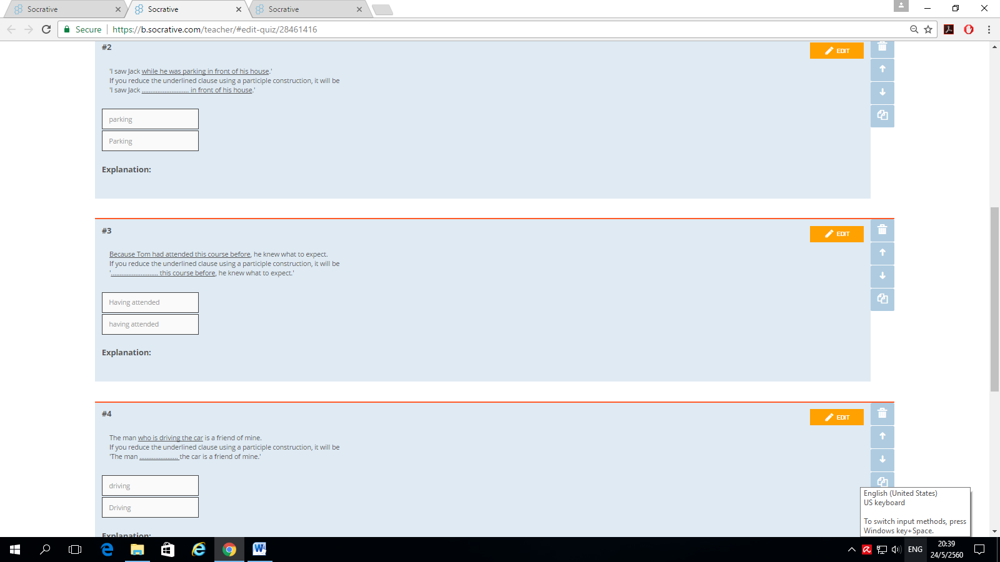 Socrative
Socrative
Socrative
Secure
https://b.socrative.com/teacher/#edit-quiz/28461416
#2
EDIT
'I saw Jack while he was parking in front of his house.'
If you reduce the underlined clause using a participle construction, it will be
'I saw Jack ........................... in front of his house.'
parking
Parking
Explanation:
#3
EDIT
Because Tom had attended this course before, he knew what to expect.
If you reduce the underlined clause using a participle construction, it will be
'........................... this course before, he knew what to expect.'
Having attended
having attended
Explanation:
#4
EDIT
The man who is driving the car is a friend of mine.
If you reduce the underlined clause using a participle construction, it will be
'The man ...................... the car is a friend of mine.'
driving
Driving
Explanation:
English (United States)
US keyboard
To switch input methods, press
Windows key+Space.
ENG
20:39
24/5/2560